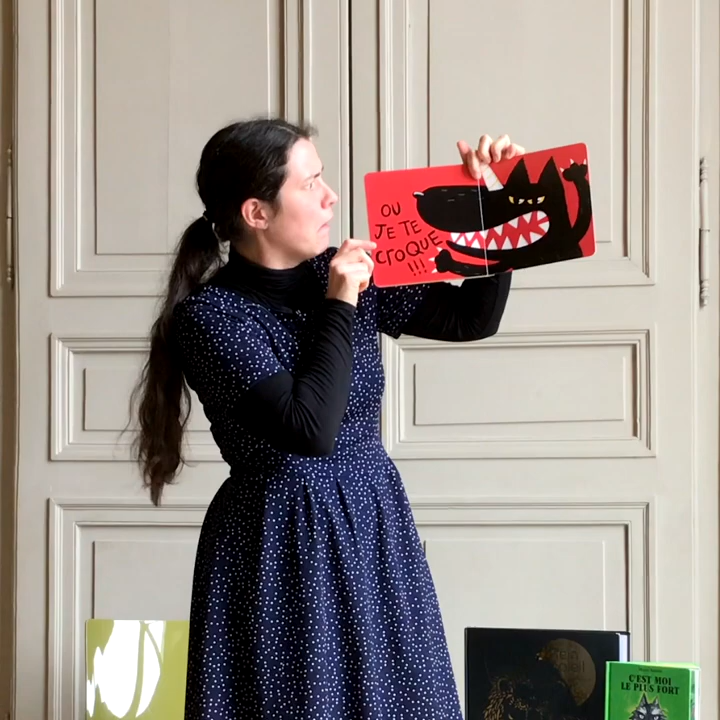 OU
JE TE
CROQUE
!!!
C'EST MOI
LE PLUS FORT